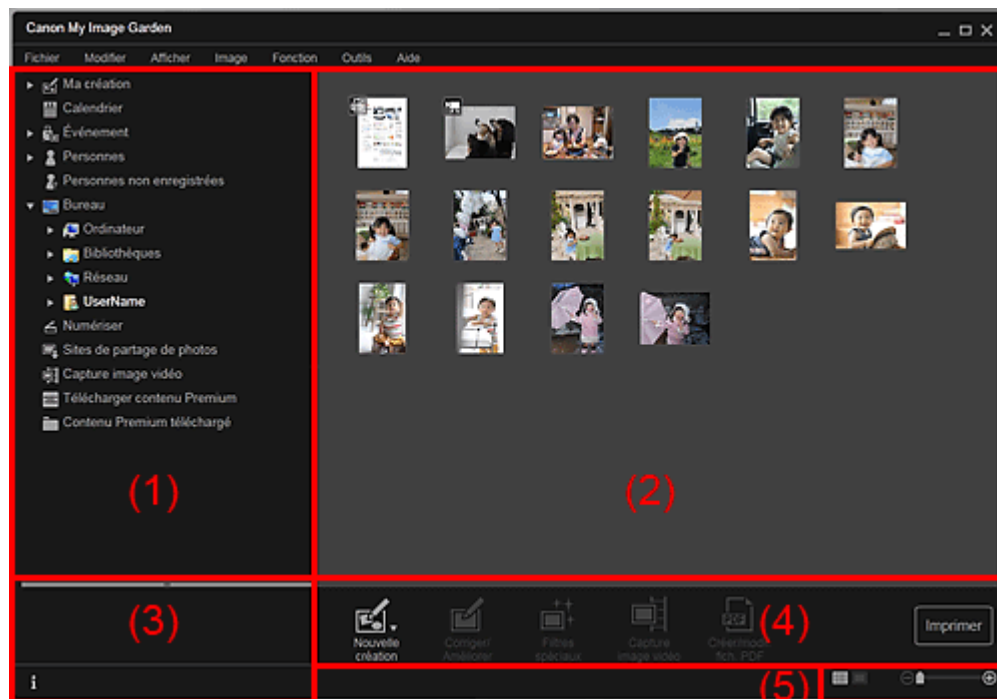 Canon My Image Garden
Fichier Modifier Afficher Image Fonction Outils Aide
Ma création
Calendrier
Événement
Personnes
Personnes non enregistrées
Bureau
Ordinateur
Bibliothèques
Réseau
UserName
Numériser
Sites de partage de photos
Capture image vidéo
Télécharger contenu Premium
Contenu Premium téléchargé
(1)
(2)
(3)
Nouvelle création
Corriger/Améliorer
Filtres spéciaux
Capture image vidéo
Créer/modif. fich. PDF
(4)
Imprimer
(5)